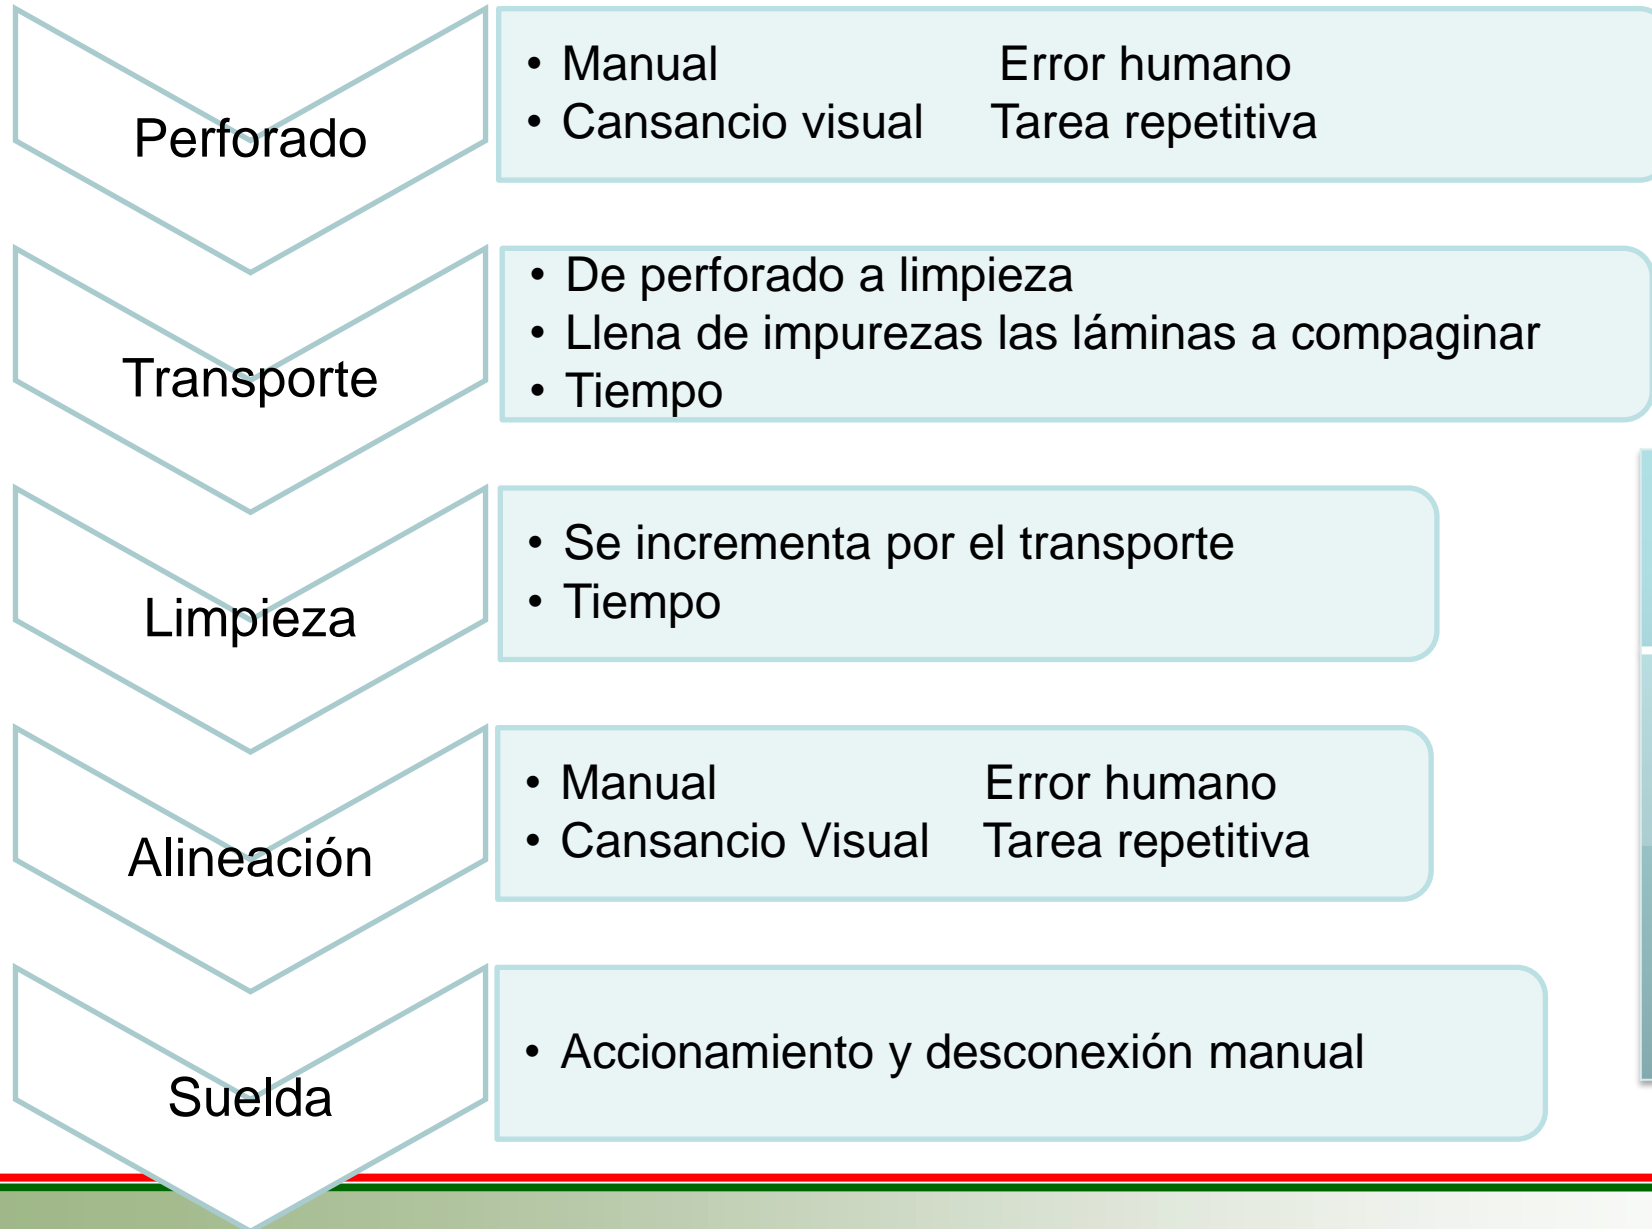 Perforado
• Manual Error humano
• Cansancio visual Tarea repetitiva
Transporte
• De perforado a limpieza
• Llena de impurezas las láminas a compaginar
• Tiempo
Limpieza
• Se incrementa por el transporte
• Tiempo
Alineación
• Manual Error humano
• Cansancio Visual Tarea repetitiva
Suelda
• Accionamiento y desconexión manual